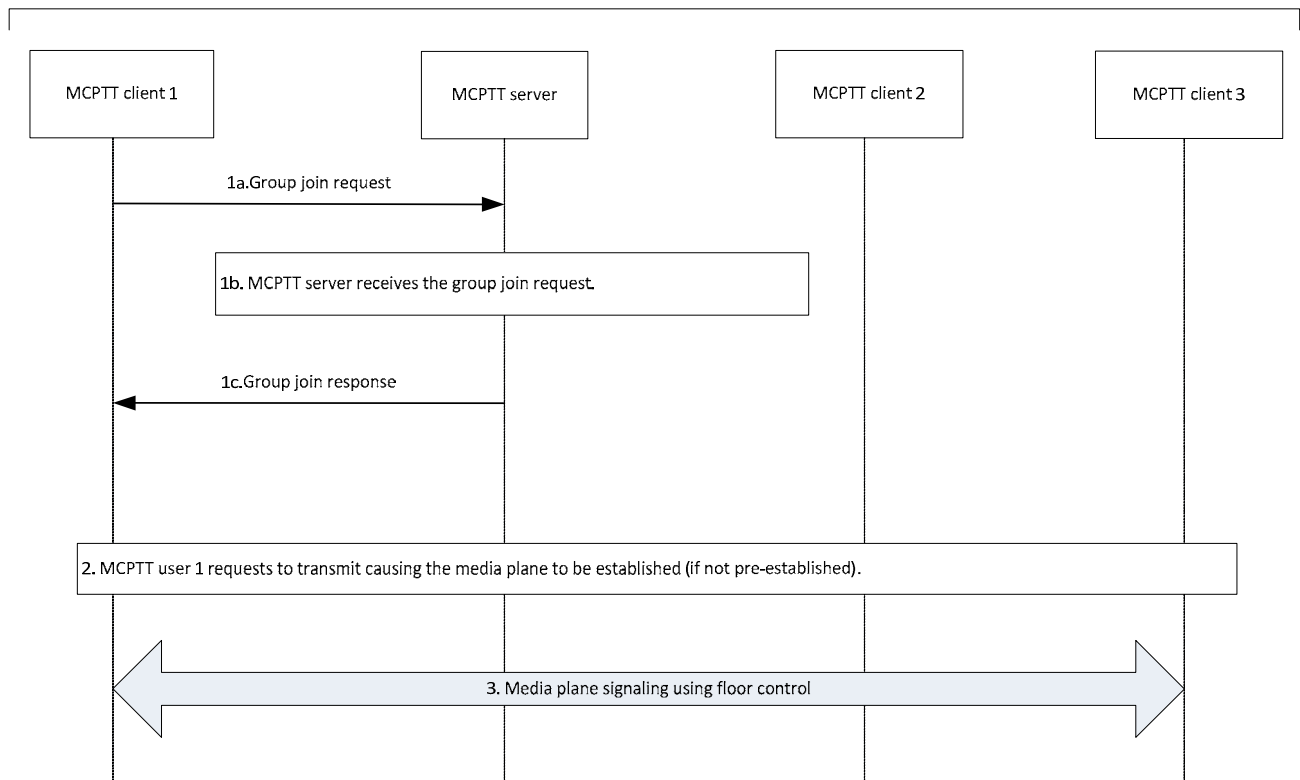 MCPTT client 1
MCPTT server
MCPTT client 2
MCPTT client 3
1a.Group join request
1b. MCPTT server receives the group join request.
1c.Group join response
2. MCPTT user 1 requests to transmit causing the media plane to be established (if not pre-established).
3. Media plane signaling using floor control